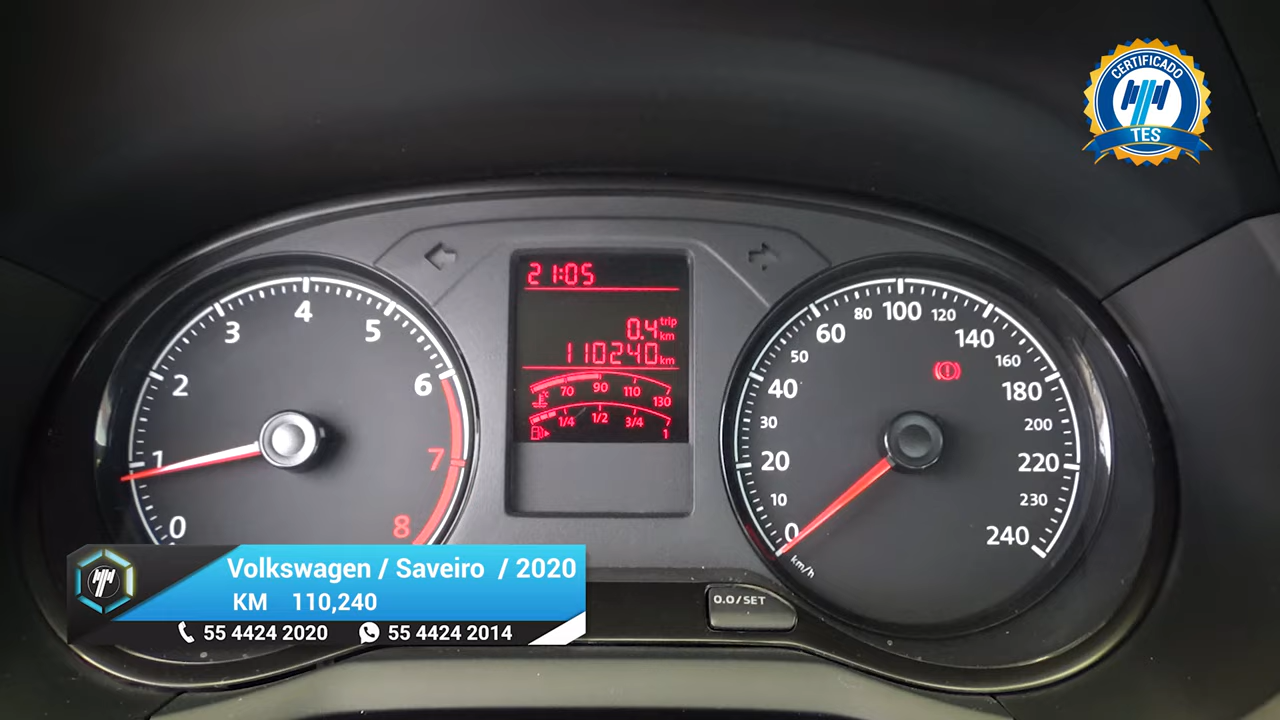 CERTIFICADO
TES
21:05
trip
0.4 km
110240 km
70 90 110 130
1/4 1/2 3/4 1
0 1 2 3 4 5 6 7 8
0 10 20 30 40 50 60 80 100 120 140 160 180 200 220 230 240
km/h
0.0/SET
Volkswagen / Saveiro / 2020
KM 110,240
55 4424 2020 55 4424 2014